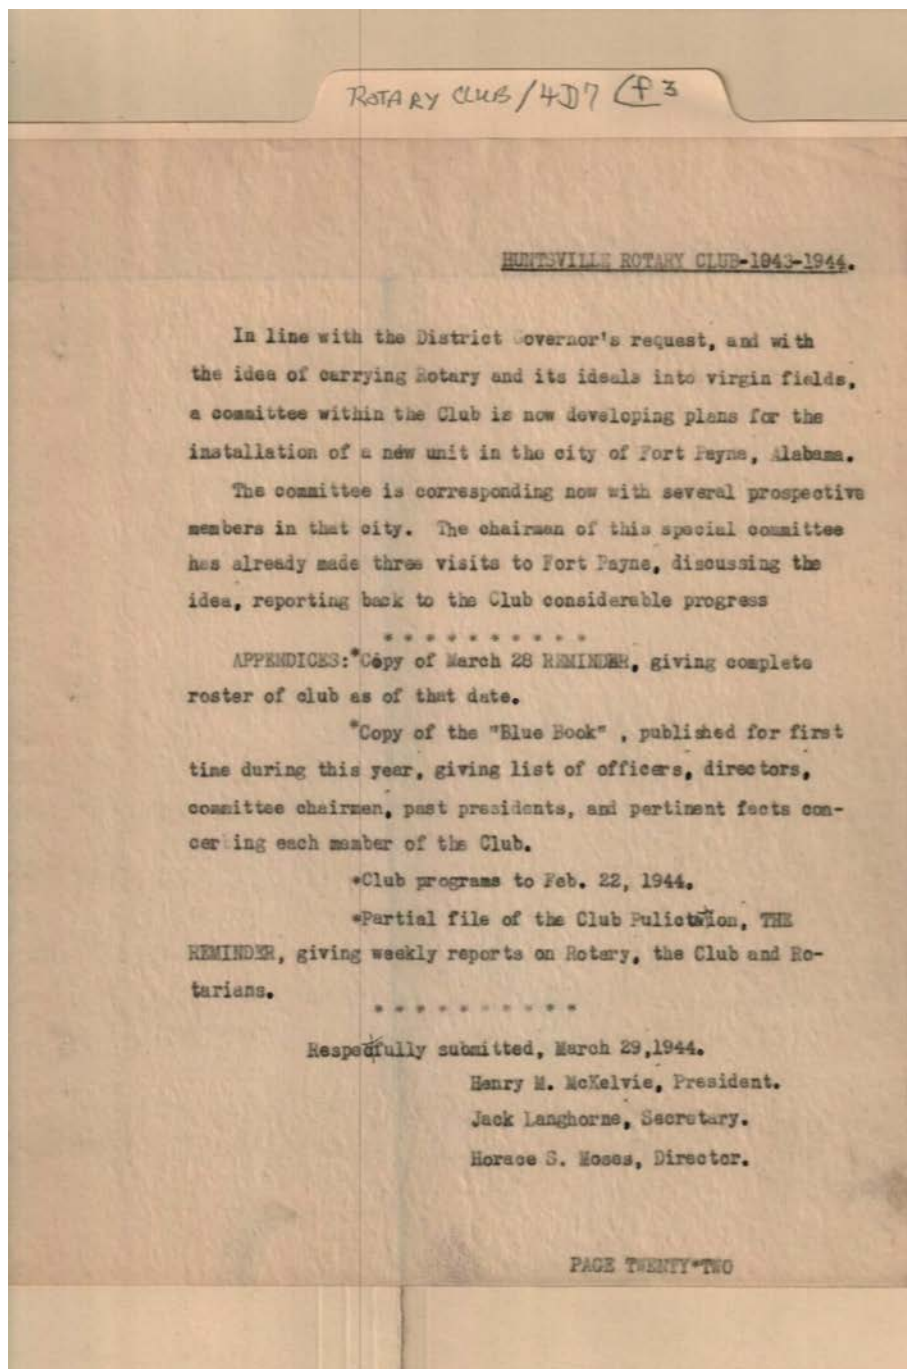 ROTARY CLUB/4D7 f3
HUNTSVILLE ROTARY CLUB-1943-1944.
In line with the District Governor's request, and with
the idea of carrying Rotary and its ideals into virgin fields,
a committee within the Club is now developing plans for the
installation of a new unit in the city of Fort Payne, Alabama.
The committee is corresponding now with several prospective
members in that city. The chairman of this special committee
has already made three visits to Fort Payne, discussing the
idea, reporting back to the Club considerable progress
* * * * * * * * * *
APPENDICES:*Copy of March 28 REMINDER, giving complete
roster of club as of that date.
*Copy of the "Blue Book" , published for first
time during this year, giving list of officers, directors,
committee chairmen, past presidents, and pertinent facts con-
cerning each member of the Club.
*Club programs to Feb. 22, 1944.
*Partial file of the Club Pulictation, THE
REMINDER, giving weekly reports on Rotary, the Club and Ro-
tarians.
* * * * * * * * * *
Respectfully submitted, March 29,1944.
Henry M. McKelvie, President.
Jack Langhorne, Secretary.
Horace S. Moses, Director.
PAGE TWENTY*TWO